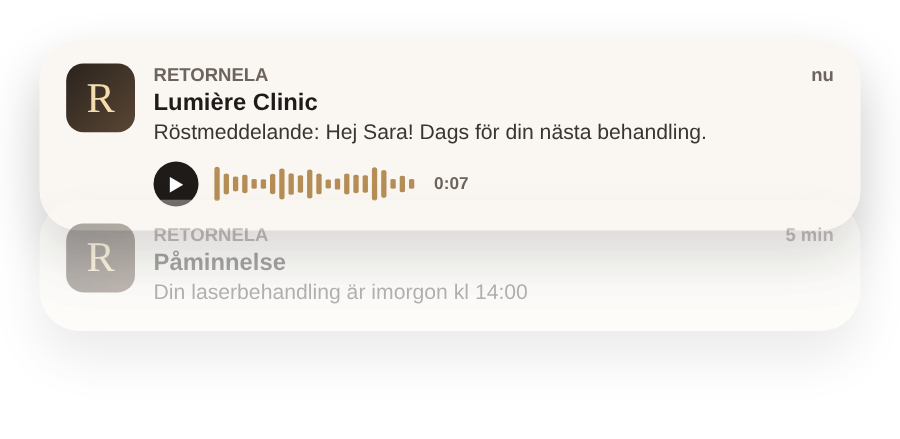 R
RETORNELA
nu
Lumière Clinic
Röstmeddelande: Hej Sara! Dags för din nästa behandling.
0:07
R
RETORNELA
5 min
Påminnelse
Din laserbehandling är imorgon kl 14:00